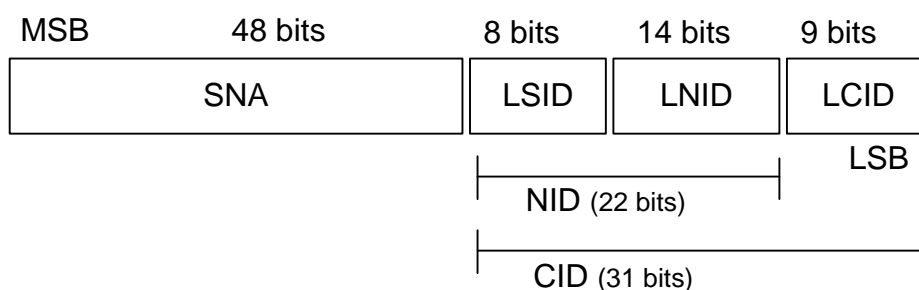 MSB 48 bits 8 bits 14 bits 9 bits
SNA LSID LNID LCID
LSB
NID (22 bits)
CID (31 bits)